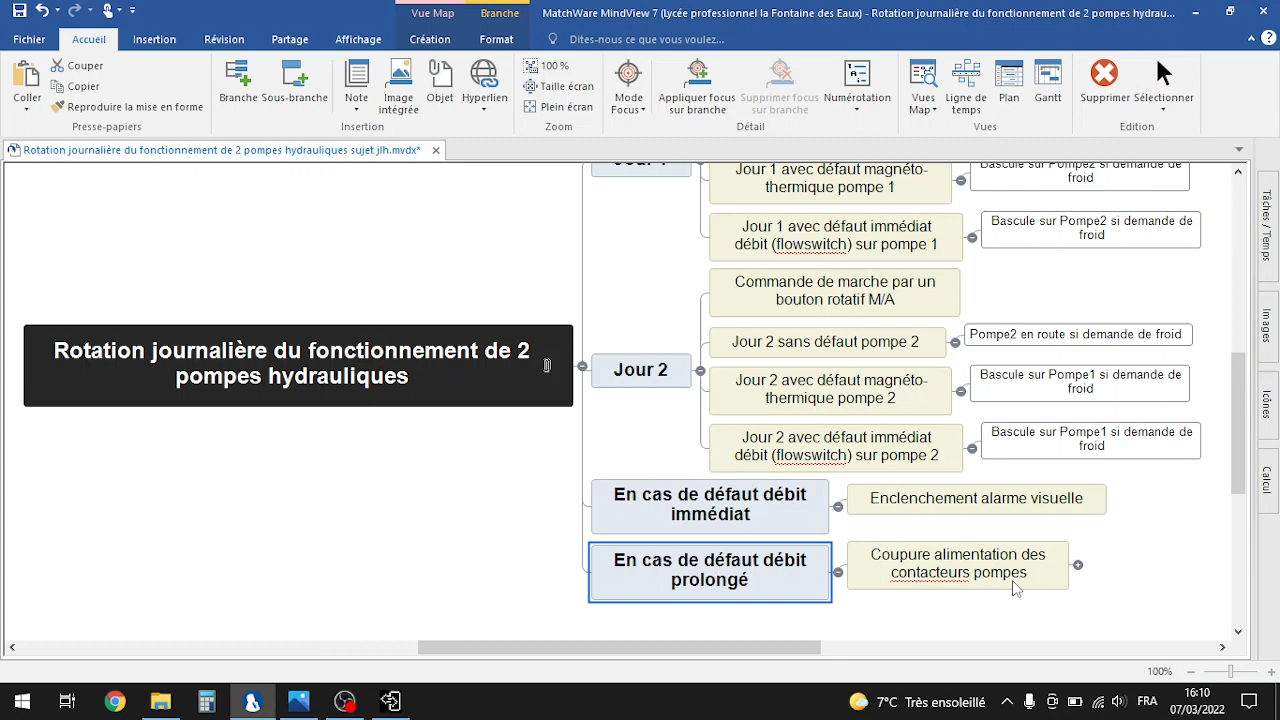 Vue Map
Branche
MatchWare MindView 7 (Lycée professionel la Fontaine des Eaux) - Rotation journalière du fonctionnement de 2 pompes hydrau...
Fichier
Accueil
Insertion
Révision
Partage
Affichage
Création
Format
Dites-nous ce que vous voulez...
Coller
Couper
Copier
Reproduire la mise en forme
Presse-papiers
Branche
Sous-branche
Note
Image
intégrée
Objet
Hyperlien
Insertion
100 %
Taille écran
Plein écran
Zoom
Mode
Focus
Appliquer focus
sur branche
Supprimer focus
sur branche
Numérotation
Détail
Vues
Map
Ligne de
temps
Plan
Gantt
Vues
Supprimer
Sélectionner
Edition
Rotation journalière du fonctionnement de 2 pompes hydrauliques sujet jlh.mvdx*
Rotation journalière du fonctionnement de 2
pompes hydrauliques
Jour 1 avec défaut magnéto-
thermique pompe 1
Bascule sur Pompe2 si demande de
froid
Jour 1 avec défaut immédiat
débit (flowswitch) sur pompe 1
Bascule sur Pompe2 si demande de
froid
Jour 2
Commande de marche par un
bouton rotatif M/A
Jour 2 sans défaut pompe 2
Pompe2 en route si demande de froid
Jour 2 avec défaut magnéto-
thermique pompe 2
Bascule sur Pompe1 si demande de
froid
Jour 2 avec défaut immédiat
débit (flowswitch) sur pompe 2
Bascule sur Pompe1 si demande de
froid
En cas de défaut débit
immédiat
Enclenchement alarme visuelle
En cas de défaut débit
prolongé
Coupure alimentation des
contacteurs pompes
Tâches / Temps
Images
Icônes
Calcul
100%
7°C Très ensoleillé
FRA
16:10
07/03/2022